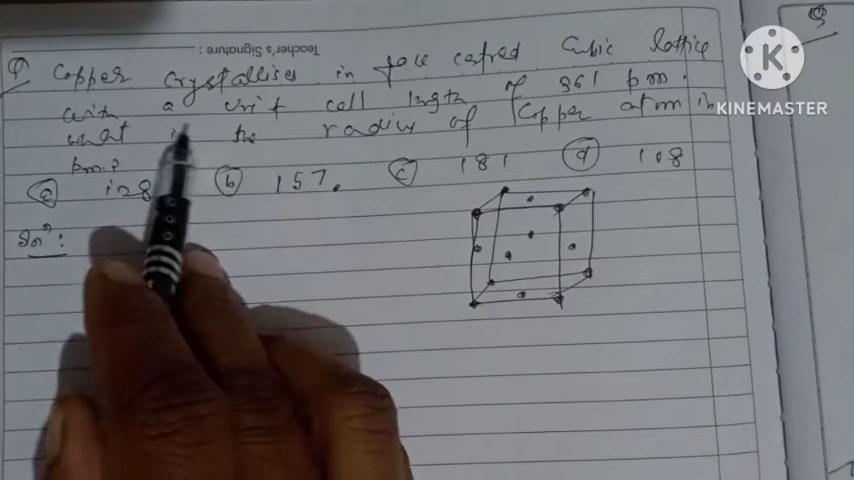 Teacher's Signature :
Q Copper Crystallises in face centred Cubic lattice
with a unit cell length of 361 pm.
what is the radius of Copper atom in
pm.?
(a) 128 (b) 157. (c) 181 (d) 108
Solⁿ:
K
KINEMASTER